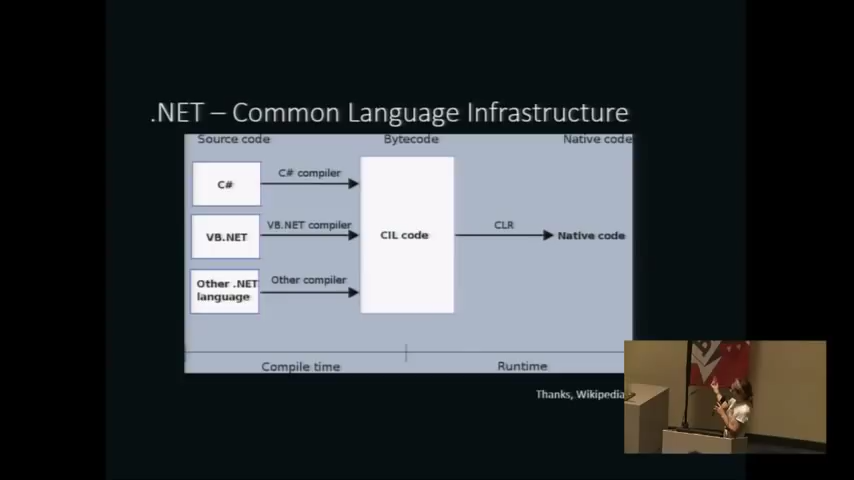 .NET – Common Language Infrastructure
Source code
Bytecode
Native code
C#
C# compiler
VB.NET
VB.NET compiler
CIL code
CLR
Native code
Other .NET
language
Other compiler
Compile time
Runtime
Thanks, Wikipedia